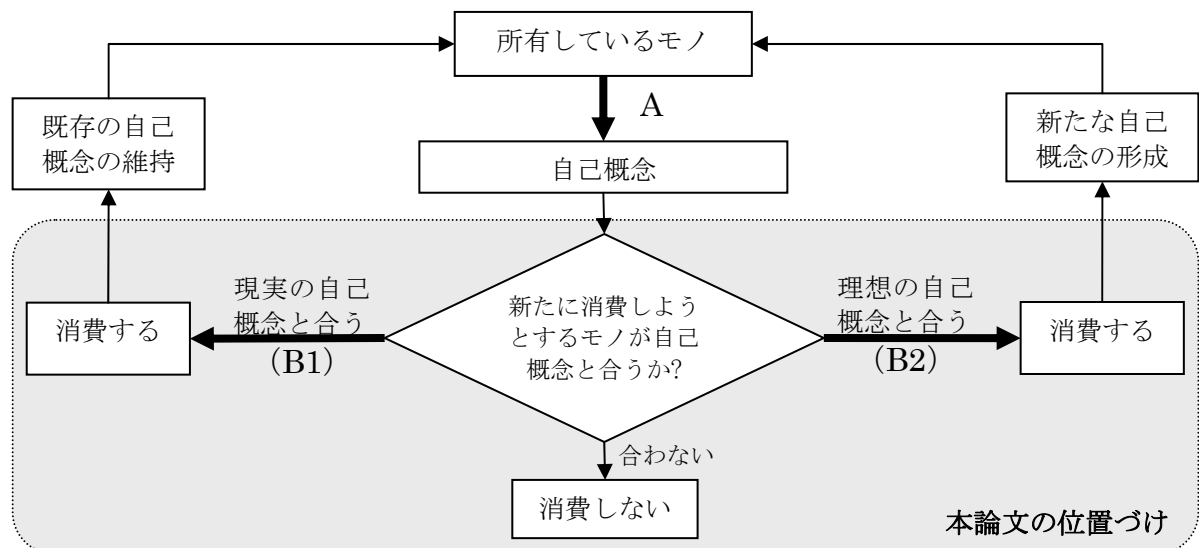 所有しているモノ
A
既存の自己
概念の維持
新たな自己
概念の形成
自己概念
現実の自己
概念と合う
(B1)
消費する
新たに消費しよう
とするモノが自己
概念と合うか?
理想の自己
概念と合う
(B2)
消費する
合わない
消費しない
本論文の位置づけ